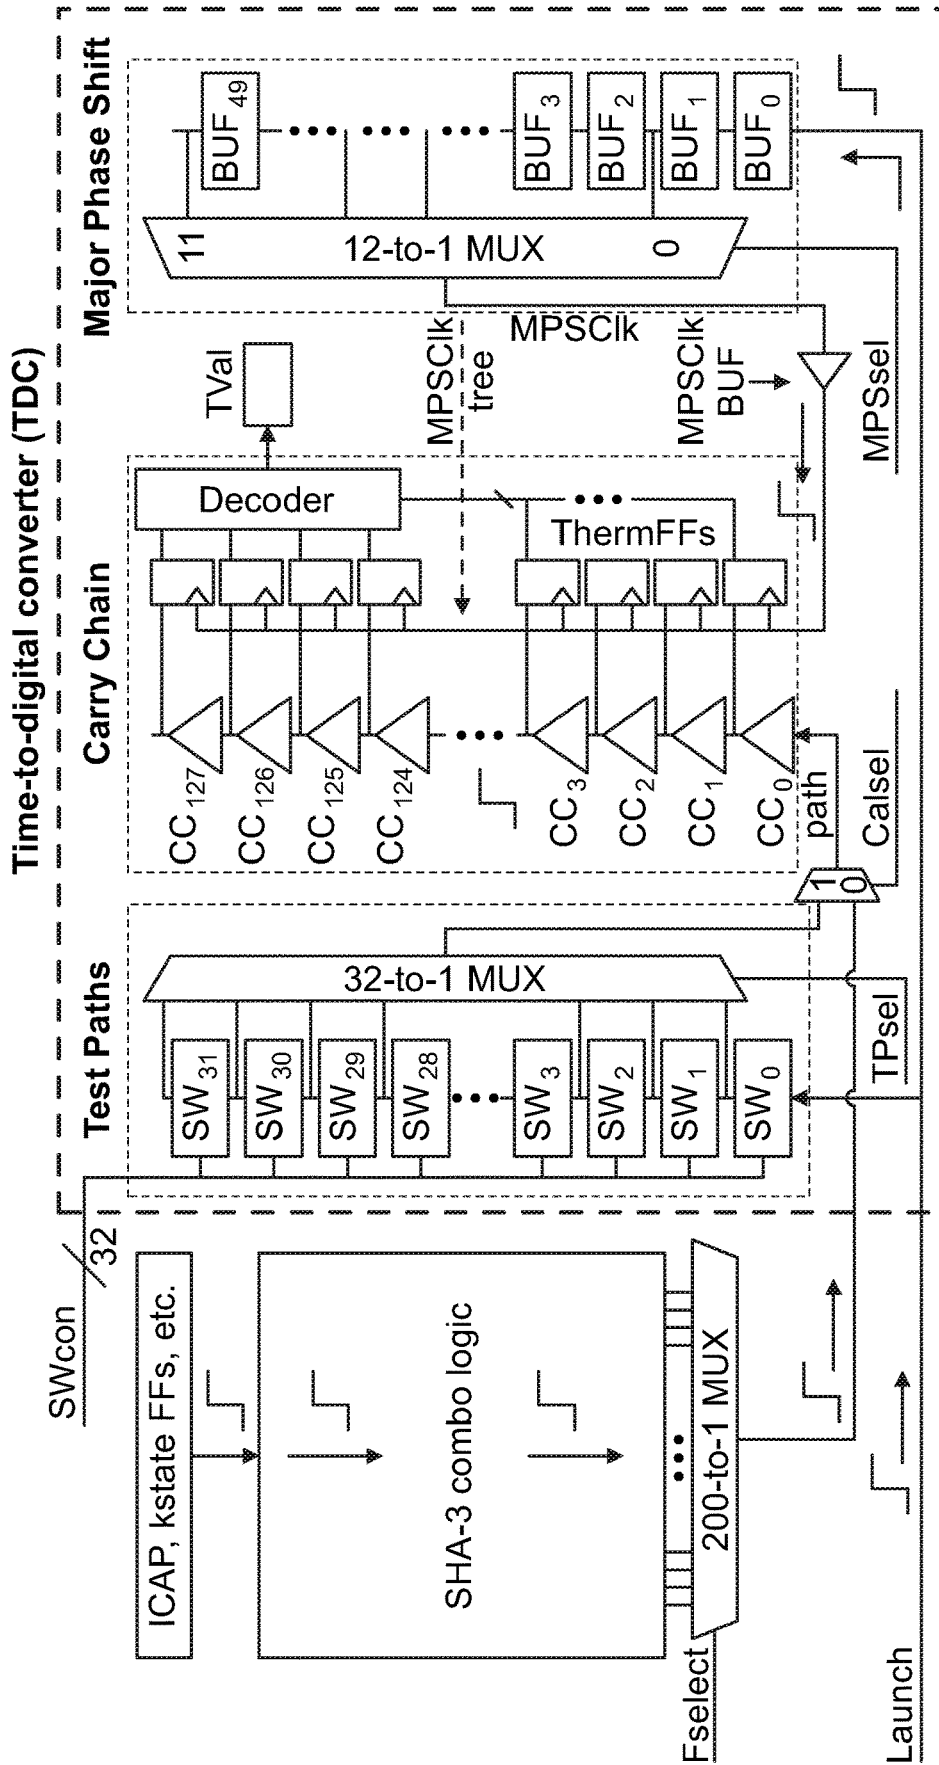 Time-to-digital converter (TDC)
SWcon
32
ICAP, kstate FFs, etc.
SHA-3 combo logic
200-to-1 MUX
Fselect
Launch
Test Paths
SW31
SW30
SW29
SW28
SW3
SW2
SW1
SW0
32-to-1 MUX
TPsel
1
0
Calsel
path
Carry Chain
CC127
CC126
CC125
CC124
CC3
CC2
CC1
CC0
ThermFFs
Decoder
TVal
MPSClk
tree
MPSClk
MPSClk
BUF
MPSsel
Major Phase Shift
11
12-to-1 MUX
0
BUF49
BUF3
BUF2
BUF1
BUF0